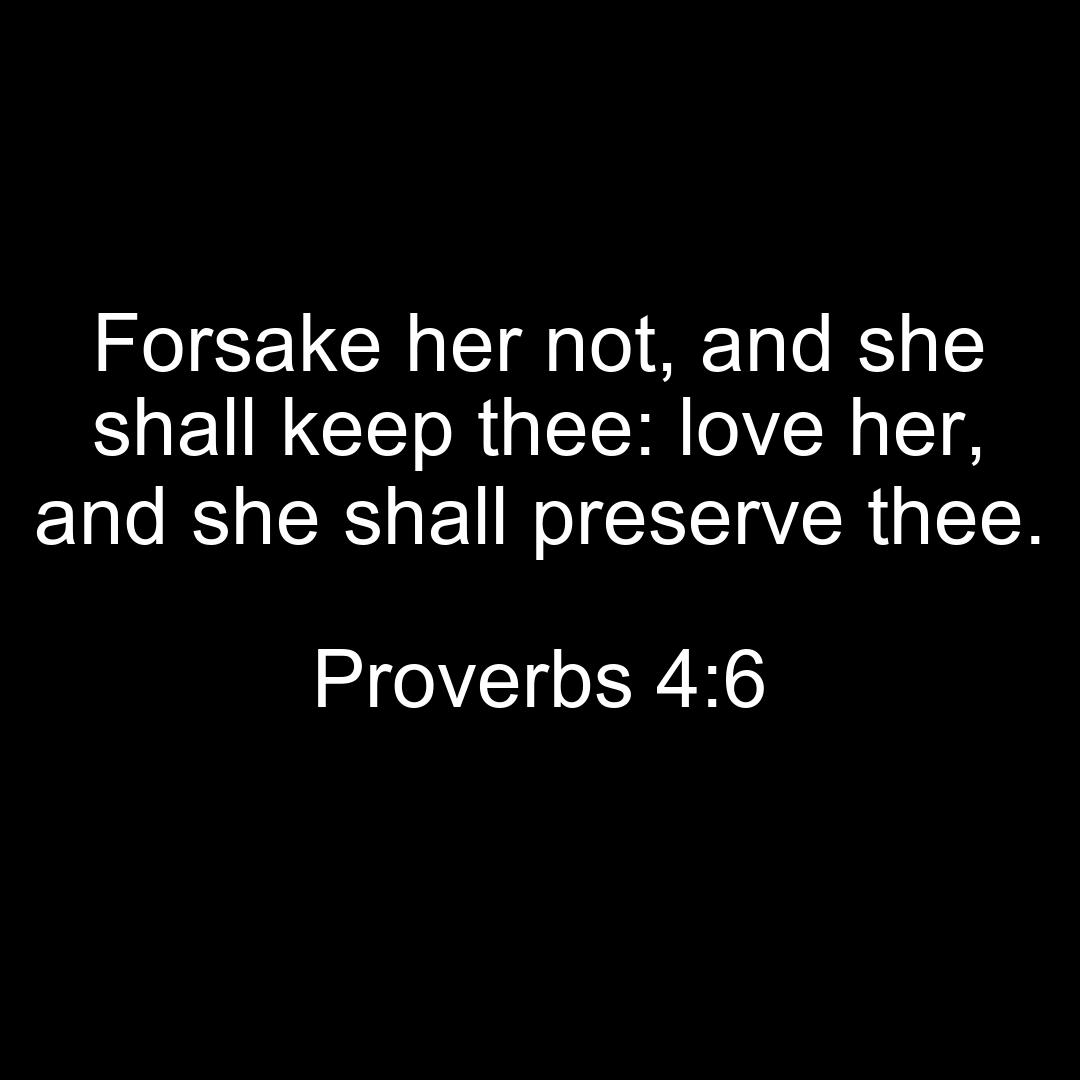 Forsake her not, and she
shall keep thee: love her,
and she shall preserve thee.
Proverbs 4:6